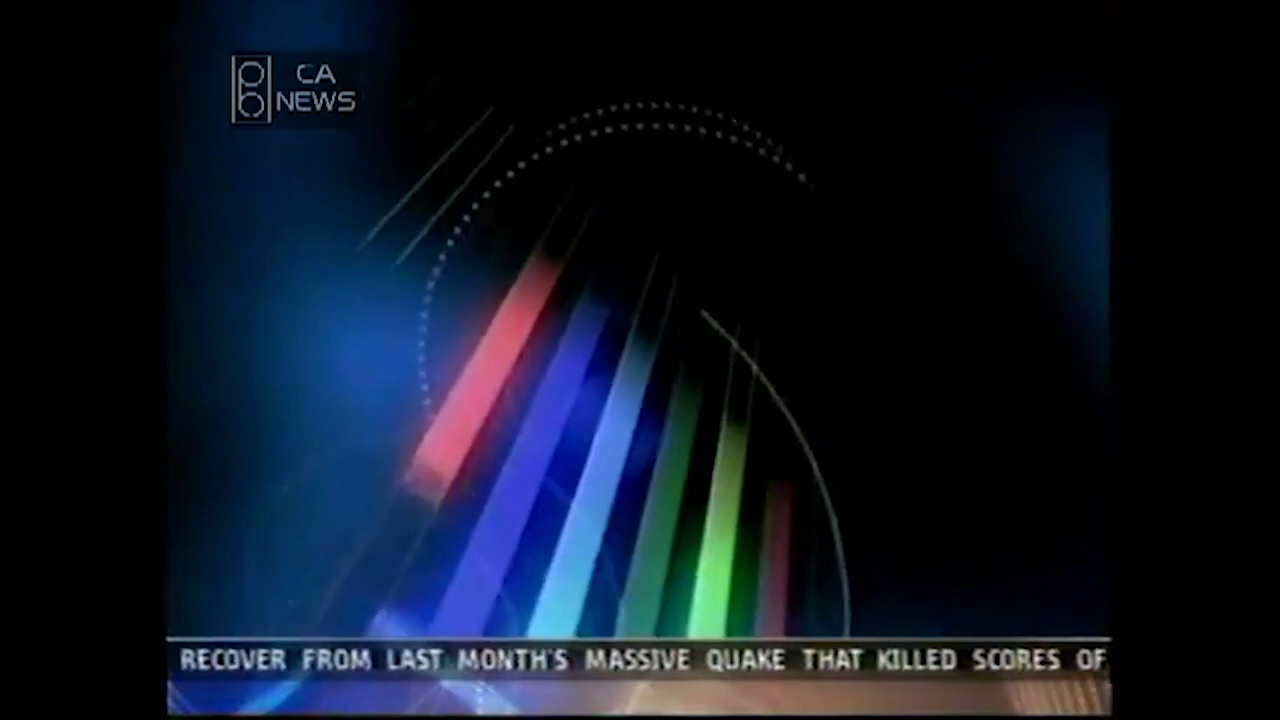 CA
NEWS
RECOVER FROM LAST MONTH'S MASSIVE QUAKE THAT KILLED SCORES OF